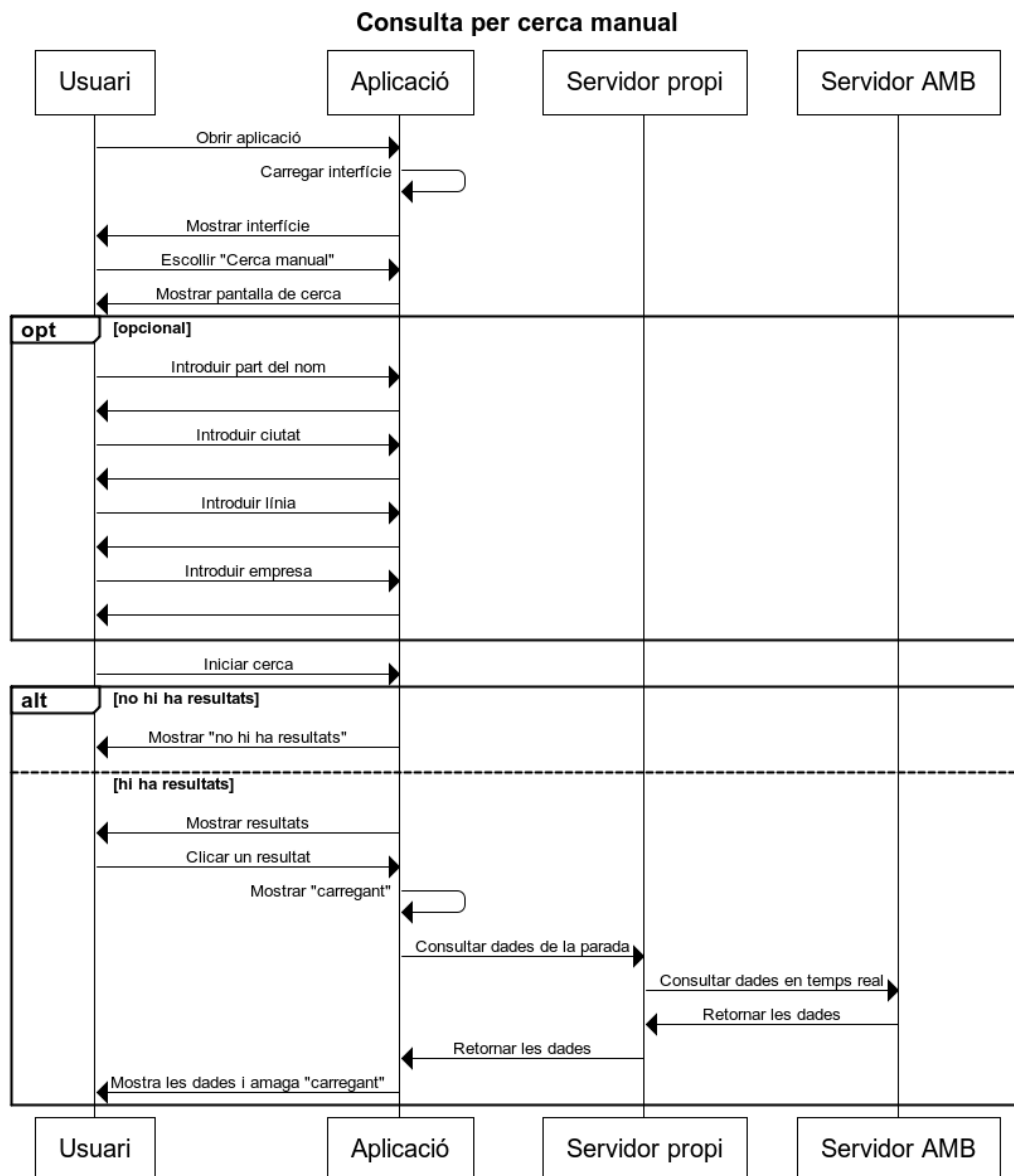 Consulta per cerca manual
Usuari
Aplicació
Servidor propi
Servidor AMB
Obrir aplicació
Carregar interfície
Mostrar interfície
Escollir "Cerca manual"
Mostrar pantalla de cerca
opt
[opcional]
Introduir part del nom
Introduir ciutat
Introduir línia
Introduir empresa
Iniciar cerca
alt
[no hi ha resultats]
Mostrar "no hi ha resultats"
[hi ha resultats]
Mostrar resultats
Clicar un resultat
Mostrar "carregant"
Consultar dades de la parada
Consultar dades en temps real
Retornar les dades
Retornar les dades
Mostra les dades i amaga "carregant"
Usuari
Aplicació
Servidor propi
Servidor AMB